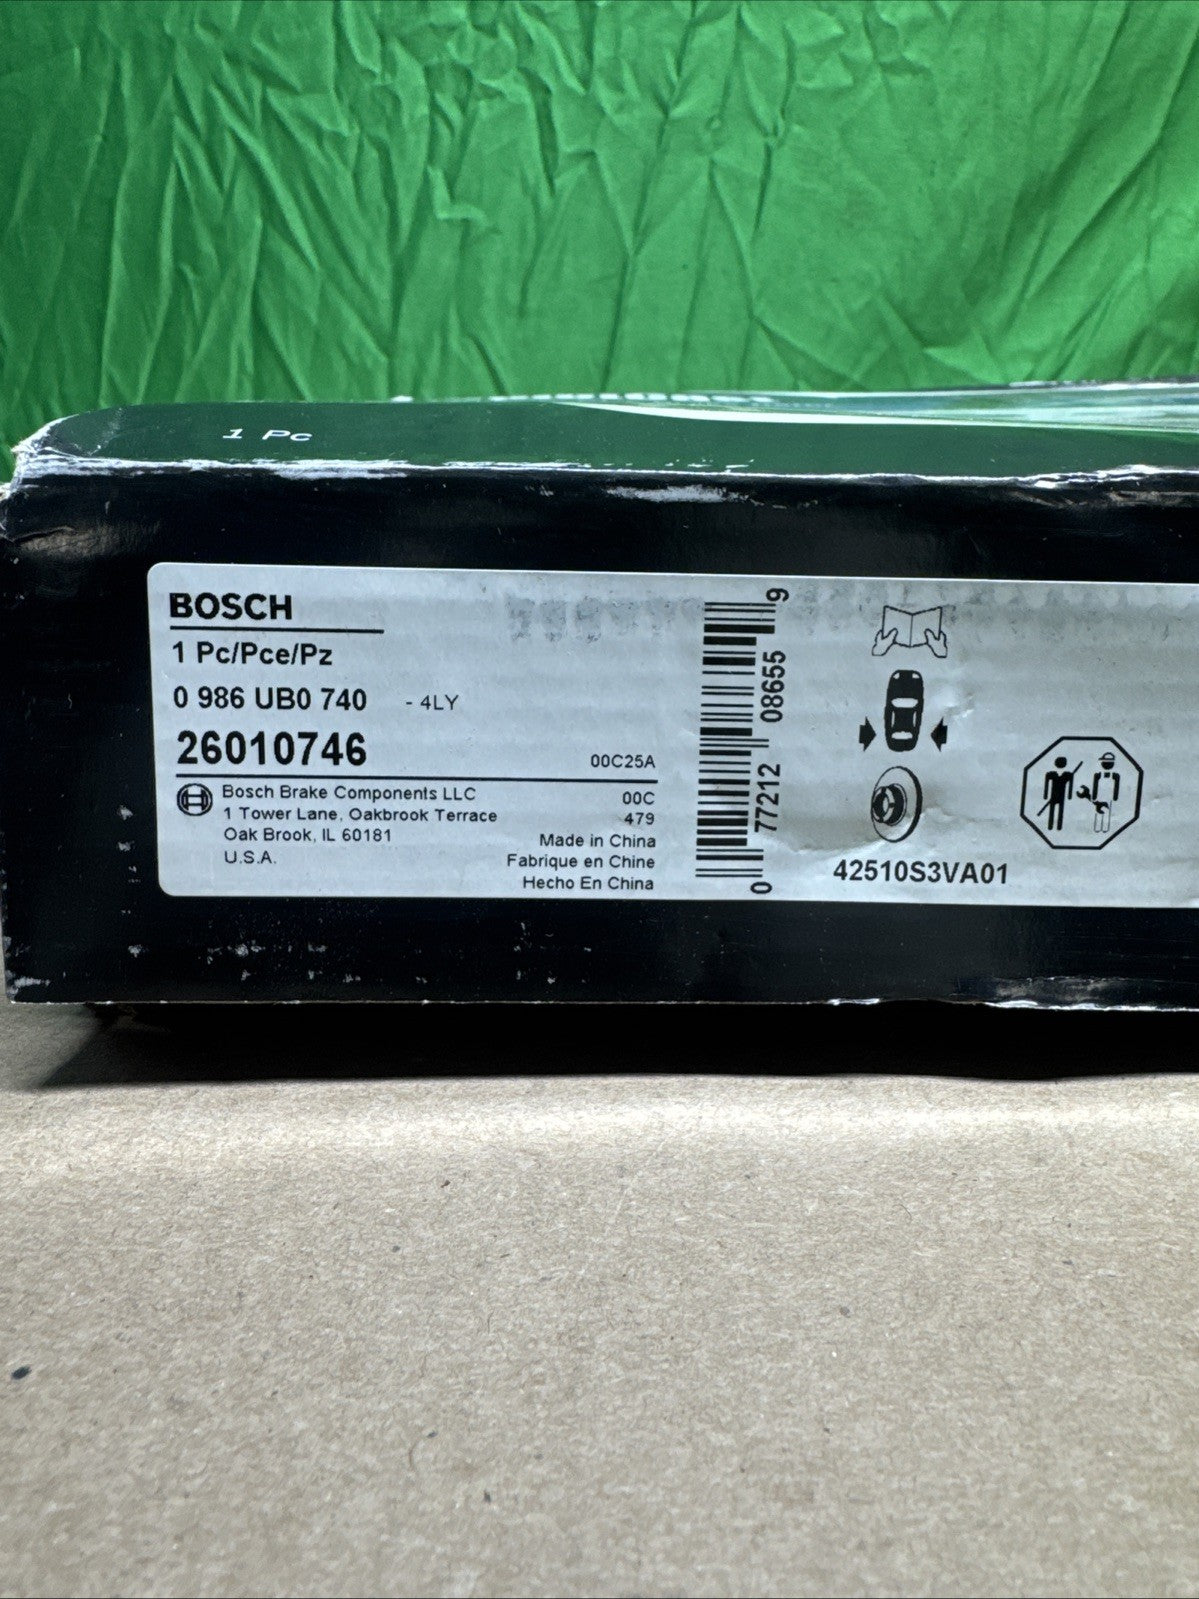 1 Pc
BOSCH
1 Pc/Pce/Pz
0 986 UB0 740 - 4LY
26010746 00C25A
Bosch Brake Components LLC
1 Tower Lane, Oakbrook Terrace
Oak Brook, IL 60181
U.S.A.
00C
479
Made in China
Fabrique en Chine
Hecho En China
0 77212 08655 9
42510S3VA01